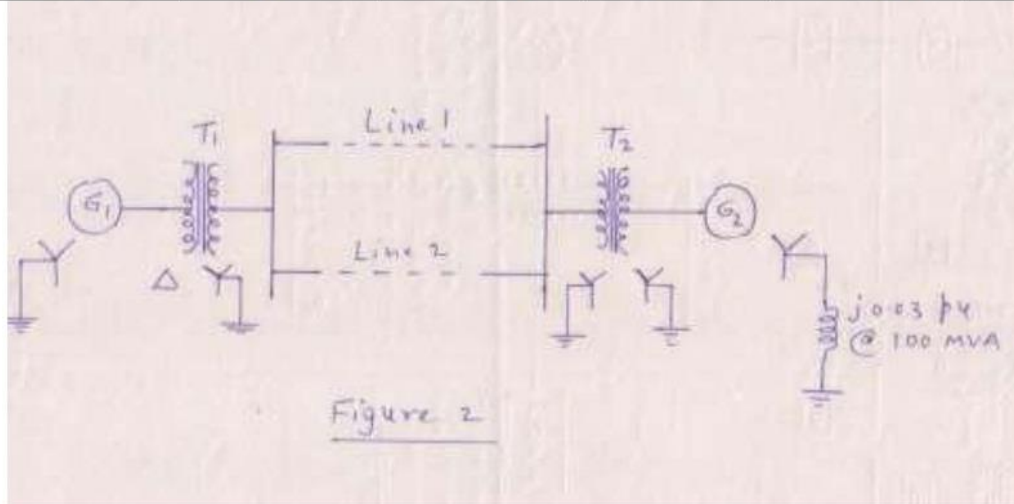 Line 1
T1
T2
G1
G2
Line 2
Δ
j0.03 pu
@ 100 MVA
Figure 2